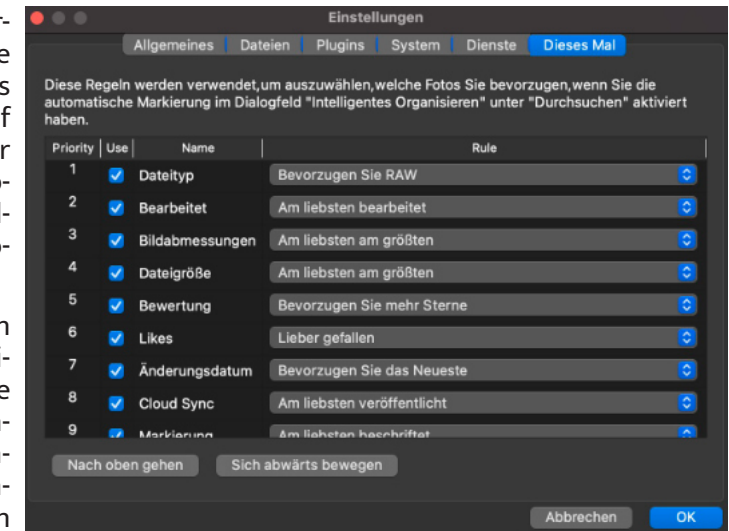 Einstellungen
Allgemeines Dateien Plugins System Dienste Dieses Mal
Diese Regeln werden verwendet,um auszuwählen,welche Fotos Sie bevorzugen,wenn Sie die
automatische Markierung im Dialogfeld "Intelligentes Organisieren" unter "Durchsuchen" aktiviert
haben.
Priority Use Name Rule
1 Dateityp Bevorzugen Sie RAW
2 Bearbeitet Am liebsten bearbeitet
3 Bildabmessungen Am liebsten am größten
4 Dateigröße Am liebsten am größten
5 Bewertung Bevorzugen Sie mehr Sterne
6 Likes Lieber gefallen
7 Änderungsdatum Bevorzugen Sie das Neueste
8 Cloud Sync Am liebsten veröffentlicht
9 Markierung Am liebsten beschriftet
Nach oben gehen Sich abwärts bewegen
Abbrechen OK